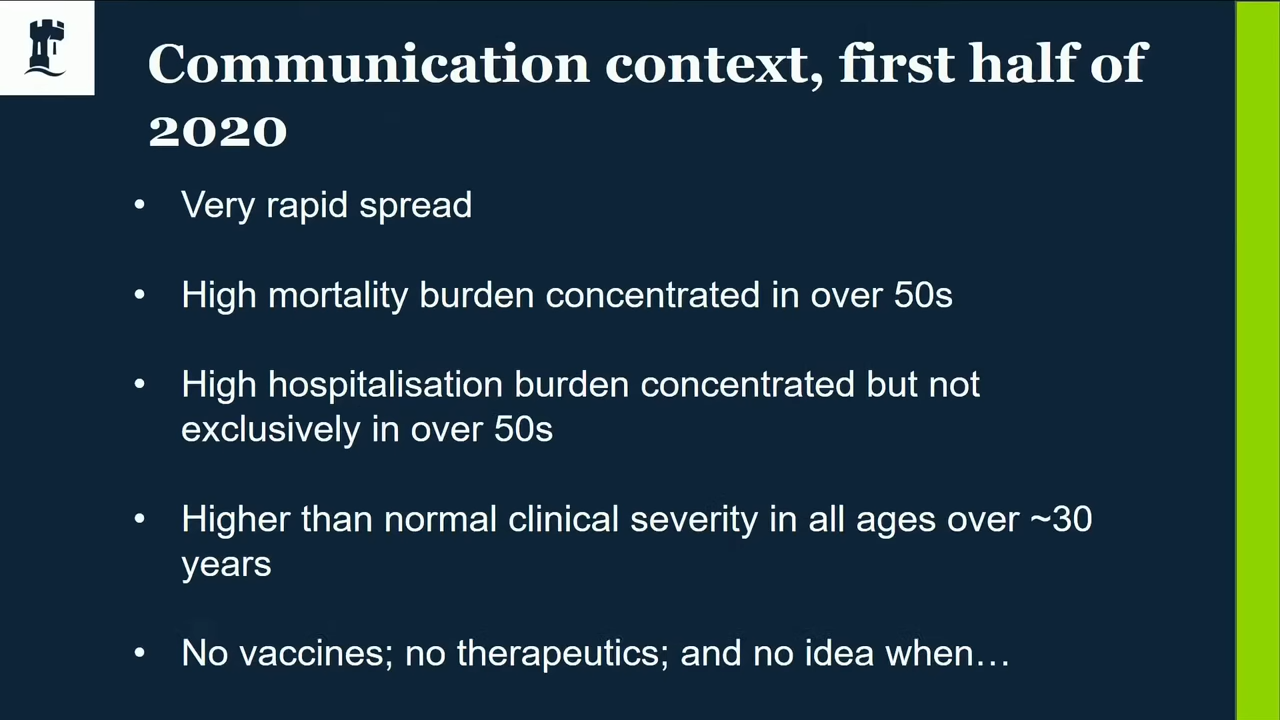 Communication context, first half of
2020
• Very rapid spread
• High mortality burden concentrated in over 50s
• High hospitalisation burden concentrated but not
exclusively in over 50s
• Higher than normal clinical severity in all ages over ~30
years
• No vaccines; no therapeutics; and no idea when…